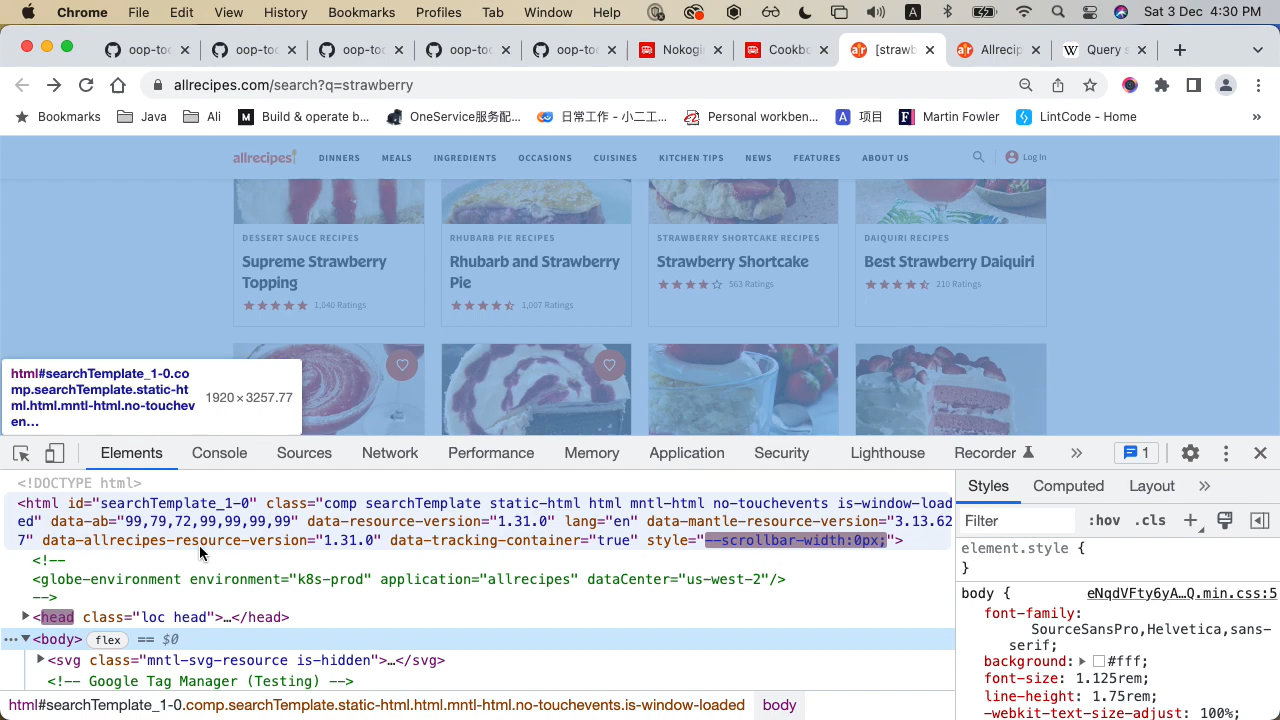 Chrome File Edit View History Bookmarks Profiles Tab Window Help A Sat 3 Dec 4:30 PM
oop-too oop-too oop-too oop-too oop-too Nokogi Cookbo [strawb Allrecip Query s
allrecipes.com/search?q=strawberry
Bookmarks Java Ali Build & operate b... OneService服务配... 日常工作 - 小二工... Personal workben... 项目 Martin Fowler LintCode - Home »
allrecipes DINNERS MEALS INGREDIENTS OCCASIONS CUISINES KITCHEN TIPS NEWS FEATURES ABOUT US Log In
DESSERT SAUCE RECIPES RHUBARB PIE RECIPES STRAWBERRY SHORTCAKE RECIPES DAIQUIRI RECIPES
Supreme Strawberry Topping
1,040 Ratings
Rhubarb and Strawberry Pie
1,007 Ratings
Strawberry Shortcake
563 Ratings
Best Strawberry Daiquiri
210 Ratings
html#searchTemplate_1-0.co
mp.searchTemplate.static-ht
ml.html.mntl-html.no-touchev
en...
1920 × 3257.77
Elements Console Sources Network Performance Memory Application Security Lighthouse Recorder » 1
<!DOCTYPE html>
<html id="searchTemplate_1-0" class="comp searchTemplate static-html html mntl-html no-touchevents is-window-load
ed" data-ab="99,79,72,99,99,99,99" data-resource-version="1.31.0" lang="en" data-mantle-resource-version="3.13.62
7" data-allrecipes-resource-version="1.31.0" data-tracking-container="true" style="--scrollbar-width:0px;">
<!--
<globe-environment environment="k8s-prod" application="allrecipes" dataCenter="us-west-2"/>
-->
<head class="loc head">…</head>
<body> flex == $0
<svg class="mntl-svg-resource is-hidden">…</svg>
<!-- Google Tag Manager (Testing) -->
html#searchTemplate_1-0.comp.searchTemplate.static-html.html.mntl-html.no-touchevents.is-window-loaded body
Styles Computed Layout »
Filter :hov .cls
element.style {
}
body { eNqdVFty6yA…Q.min.css:5
font-family:
SourceSansPro,Helvetica,sans-
serif;
background: #fff;
font-size: 1.125rem;
line-height: 1.75rem;
-webkit-text-size-adjust: 100%;